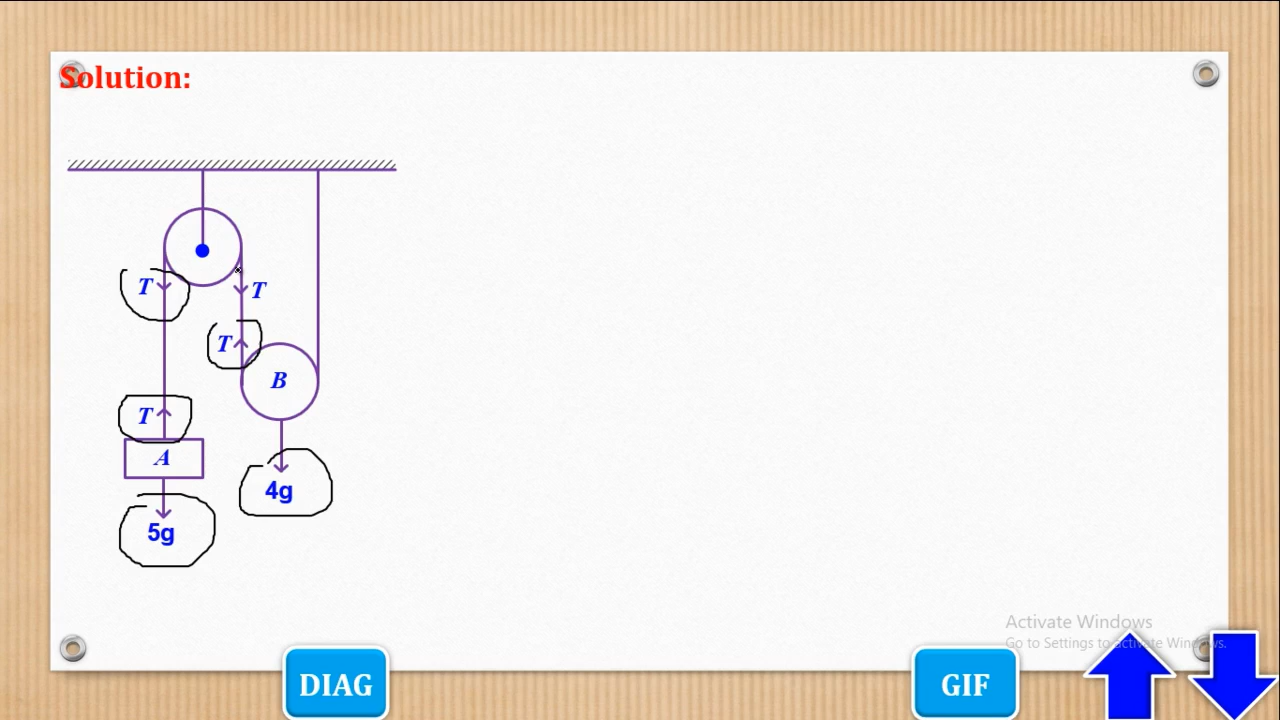 Solution:
T
T
T
B
T
A
4g
5g
Activate Windows
Go to Settings to activate Windows.
DIAG
GIF